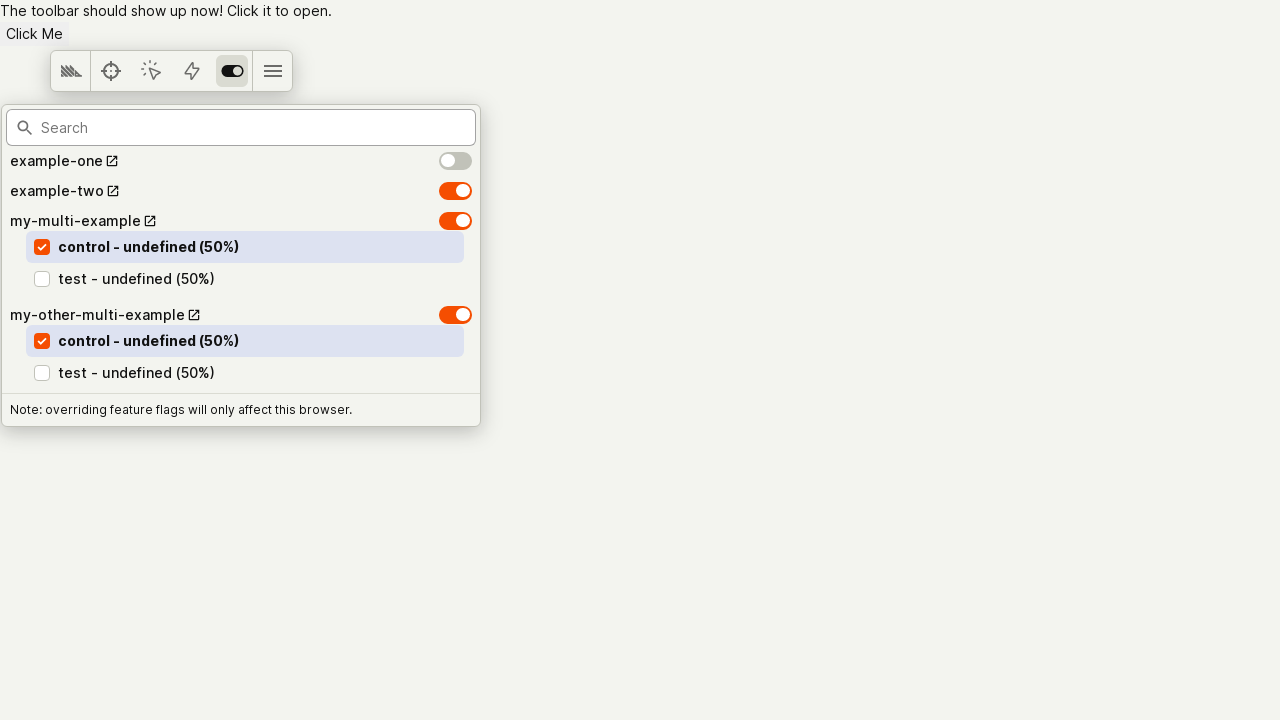 The toolbar should show up now! Click it to open.
Click Me
Search
example-one
example-two
my-multi-example
control - undefined (50%)
test - undefined (50%)
my-other-multi-example
control - undefined (50%)
test - undefined (50%)
Note: overriding feature flags will only affect this browser.